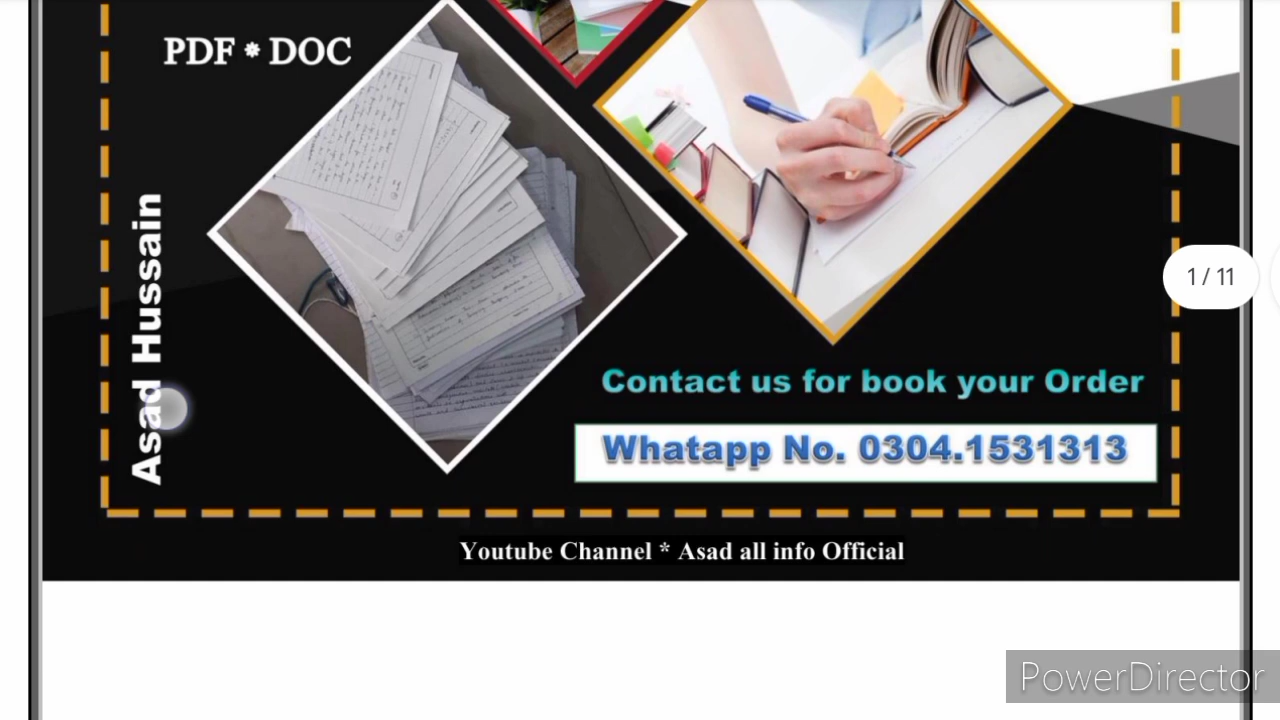 PDF * DOC
Asad Hussain
1 / 11
Contact us for book your Order
Whatapp No. 0304.1531313
Youtube Channel * Asad all info Official
PowerDirector